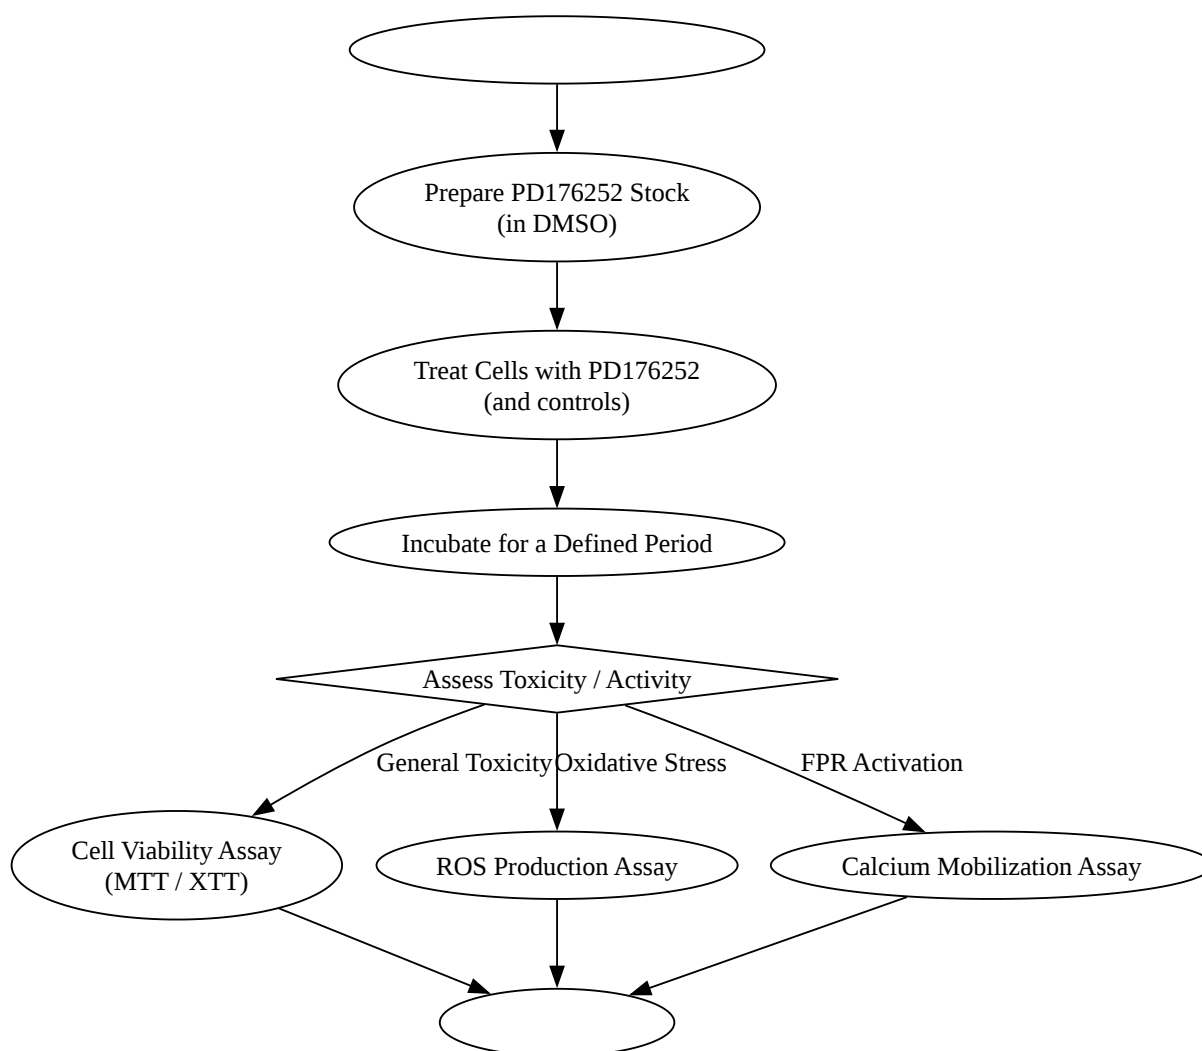 Prepare PD176252 Stock
(in DMSO)
Treat Cells with PD176252
(and controls)
Incubate for a Defined Period
Assess Toxicity / Activity
General Toxicity
Oxidative Stress
FPR Activation
Cell Viability Assay
(MTT / XTT)
ROS Production Assay
Calcium Mobilization Assay